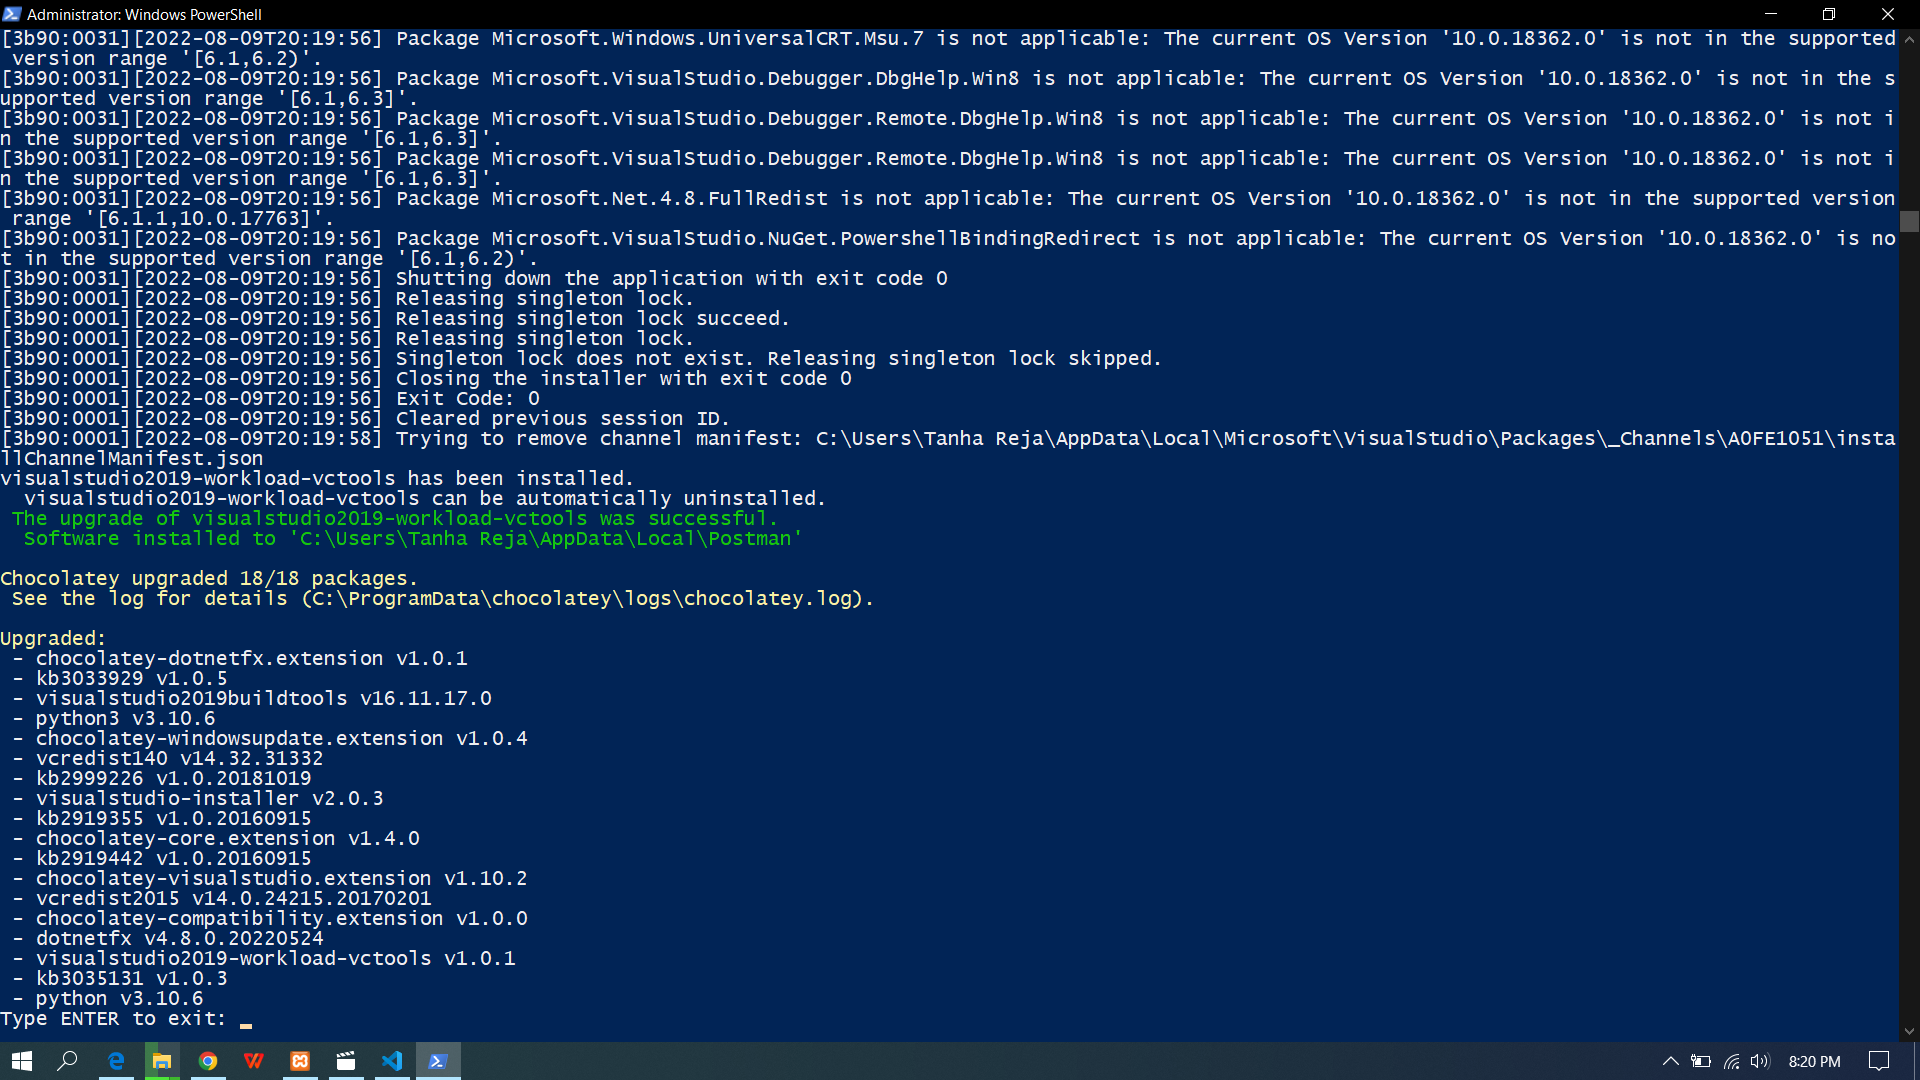 Administrator: Windows PowerShell
[3b90:0031][2022-08-09T20:19:56] Package Microsoft.Windows.UniversalCRT.Msu.7 is not applicable: The current OS Version '10.0.18362.0' is not in the supported
 version range '[6.1,6.2)'.
[3b90:0031][2022-08-09T20:19:56] Package Microsoft.VisualStudio.Debugger.DbgHelp.Win8 is not applicable: The current OS Version '10.0.18362.0' is not in the s
upported version range '[6.1,6.3]'.
[3b90:0031][2022-08-09T20:19:56] Package Microsoft.VisualStudio.Debugger.Remote.DbgHelp.Win8 is not applicable: The current OS Version '10.0.18362.0' is not i
n the supported version range '[6.1,6.3]'.
[3b90:0031][2022-08-09T20:19:56] Package Microsoft.VisualStudio.Debugger.Remote.DbgHelp.Win8 is not applicable: The current OS Version '10.0.18362.0' is not i
n the supported version range '[6.1,6.3]'.
[3b90:0031][2022-08-09T20:19:56] Package Microsoft.Net.4.8.FullRedist is not applicable: The current OS Version '10.0.18362.0' is not in the supported version
 range '[6.1.1,10.0.17763]'.
[3b90:0031][2022-08-09T20:19:56] Package Microsoft.VisualStudio.NuGet.PowershellBindingRedirect is not applicable: The current OS Version '10.0.18362.0' is no
t in the supported version range '[6.1,6.2)'.
[3b90:0031][2022-08-09T20:19:56] Shutting down the application with exit code 0
[3b90:0001][2022-08-09T20:19:56] Releasing singleton lock.
[3b90:0001][2022-08-09T20:19:56] Releasing singleton lock succeed.
[3b90:0001][2022-08-09T20:19:56] Releasing singleton lock.
[3b90:0001][2022-08-09T20:19:56] Singleton lock does not exist. Releasing singleton lock skipped.
[3b90:0001][2022-08-09T20:19:56] Closing the installer with exit code 0
[3b90:0001][2022-08-09T20:19:56] Exit Code: 0
[3b90:0001][2022-08-09T20:19:56] Cleared previous session ID.
[3b90:0001][2022-08-09T20:19:58] Trying to remove channel manifest: C:\Users\Tanha Reja\AppData\Local\Microsoft\VisualStudio\Packages\_Channels\A0FE1051\insta
llChannelManifest.json
visualstudio2019-workload-vctools has been installed.
  visualstudio2019-workload-vctools can be automatically uninstalled.
 The upgrade of visualstudio2019-workload-vctools was successful.
  Software installed to 'C:\Users\Tanha Reja\AppData\Local\Postman'
Chocolatey upgraded 18/18 packages.
 See the log for details (C:\ProgramData\chocolatey\logs\chocolatey.log).
Upgraded:
 - chocolatey-dotnetfx.extension v1.0.1
 - kb3033929 v1.0.5
 - visualstudio2019buildtools v16.11.17.0
 - python3 v3.10.6
 - chocolatey-windowsupdate.extension v1.0.4
 - vcredist140 v14.32.31332
 - kb2999226 v1.0.20181019
 - visualstudio-installer v2.0.3
 - kb2919355 v1.0.20160915
 - chocolatey-core.extension v1.4.0
 - kb2919442 v1.0.20160915
 - chocolatey-visualstudio.extension v1.10.2
 - vcredist2015 v14.0.24215.20170201
 - chocolatey-compatibility.extension v1.0.0
 - dotnetfx v4.8.0.20220524
 - visualstudio2019-workload-vctools v1.0.1
 - kb3035131 v1.0.3
 - python v3.10.6
Type ENTER to exit:
8:20 PM